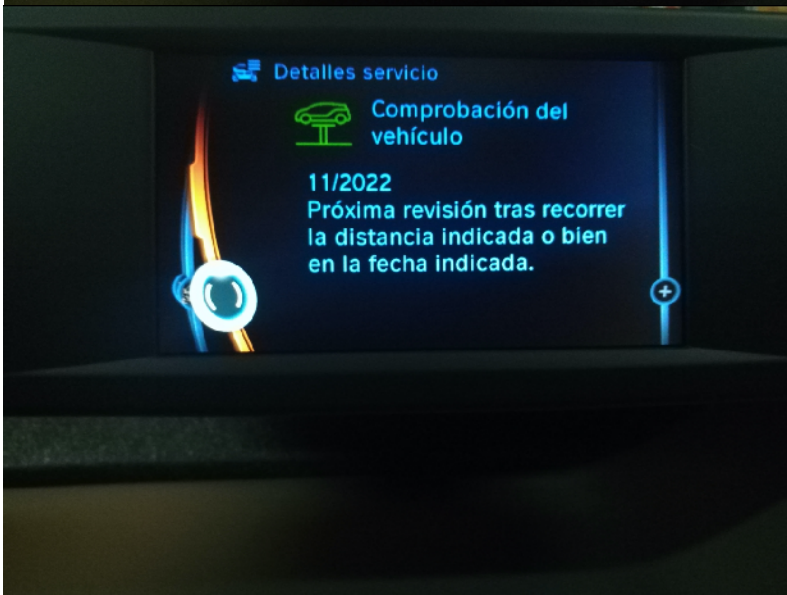 Detalles servicio
Comprobación del
vehículo
11/2022
Próxima revisión tras recorrer
la distancia indicada o bien
en la fecha indicada.